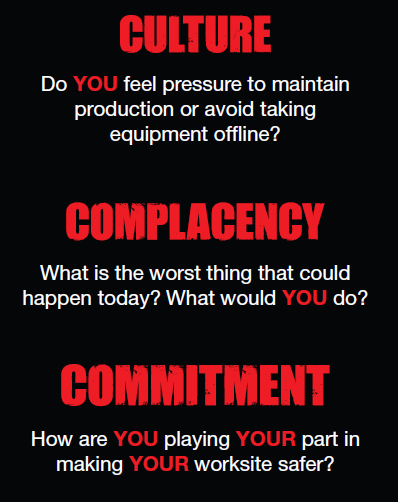 CULTURE
Do YOU feel pressure to maintain
production or avoid taking
equipment offline?
COMPLACENCY
What is the worst thing that could
happen today? What would YOU do?
COMMITMENT
How are YOU playing YOUR part in
making YOUR worksite safer?